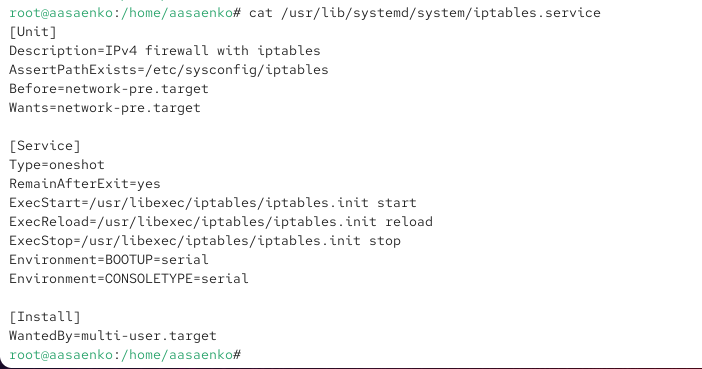 root@aasaenko:/home/aasaenko# cat /usr/lib/systemd/system/iptables.service
[Unit]
Description=IPv4 firewall with iptables
AssertPathExists=/etc/sysconfig/iptables
Before=network-pre.target
Wants=network-pre.target

[Service]
Type=oneshot
RemainAfterExit=yes
ExecStart=/usr/libexec/iptables/iptables.init start
ExecReload=/usr/libexec/iptables/iptables.init reload
ExecStop=/usr/libexec/iptables/iptables.init stop
Environment=BOOTUP=serial
Environment=CONSOLETYPE=serial

[Install]
WantedBy=multi-user.target
root@aasaenko:/home/aasaenko#